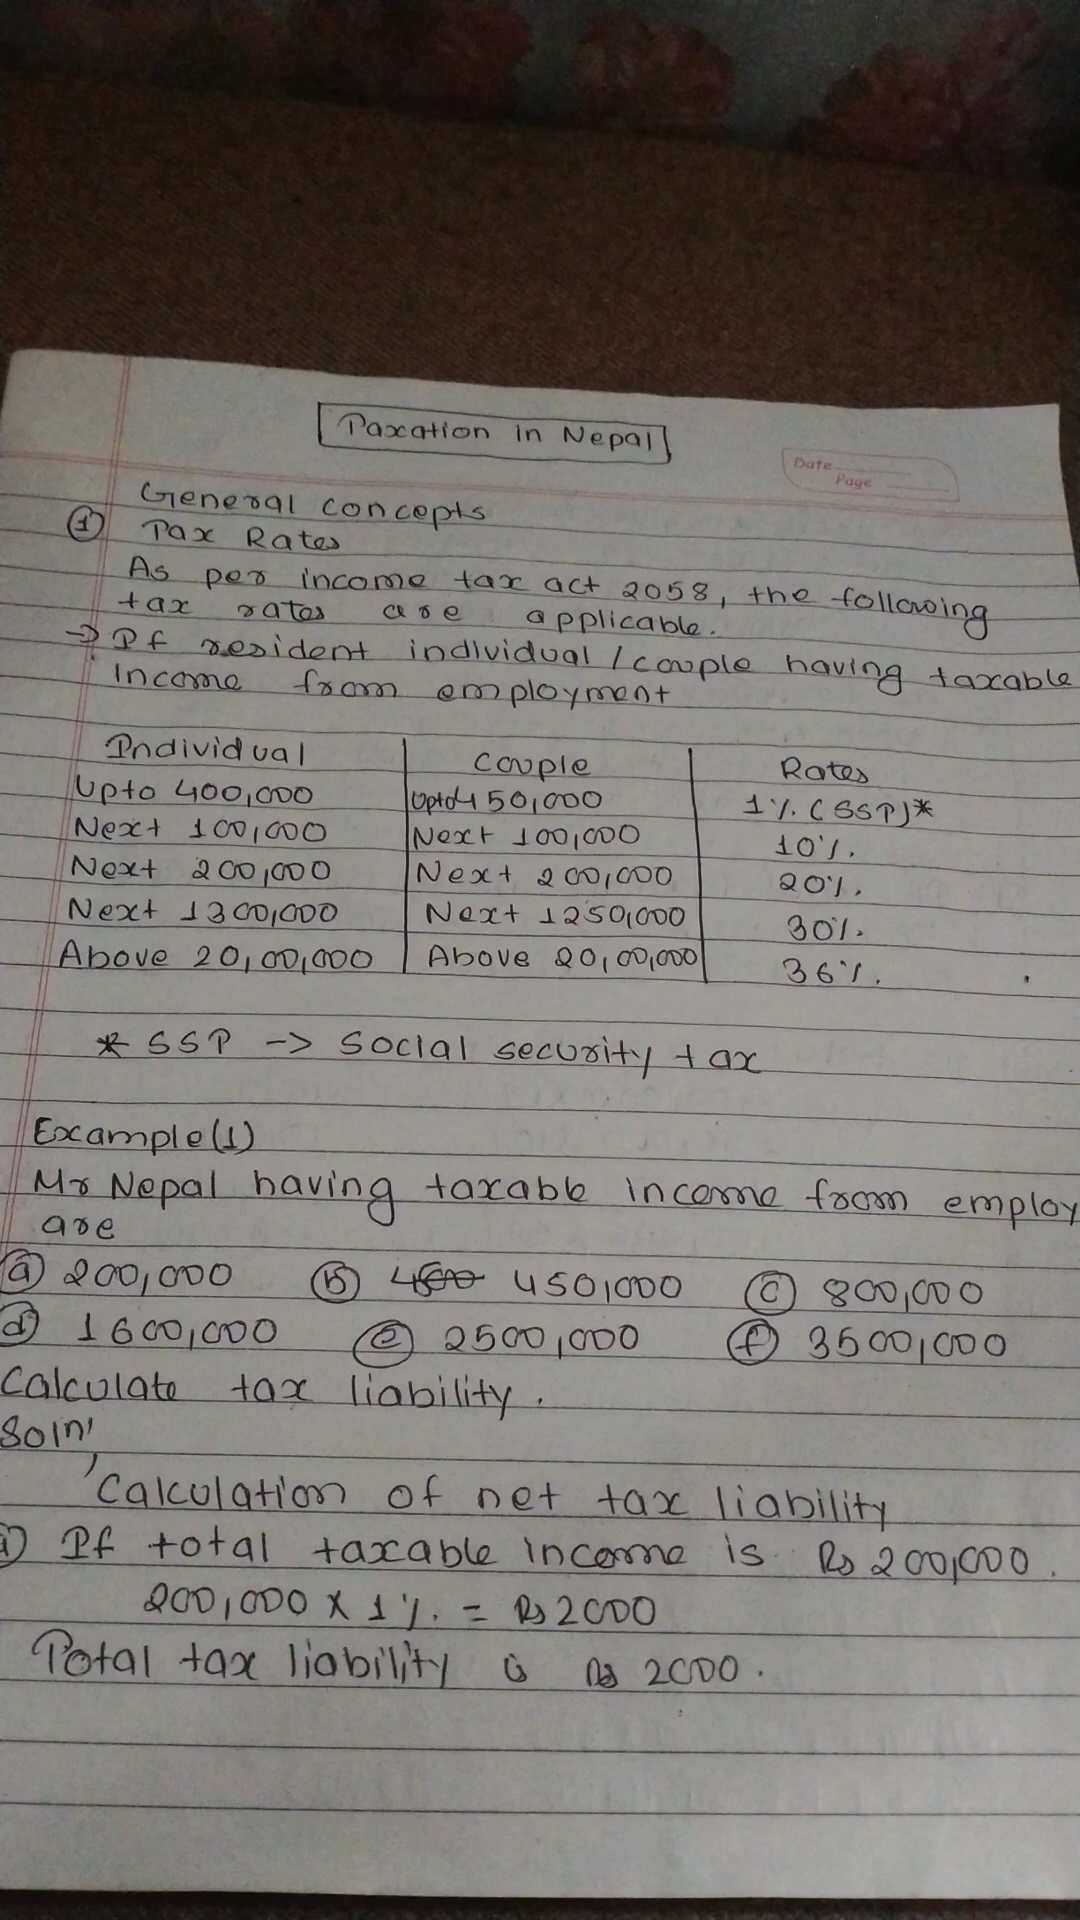 Taxation in Nepal
Date
Page
General concepts
① Tax Rates
As per income tax act 2058, the following
tax rates are applicable.
→ If resident individual / couple having taxable
Income from employment
Individual | couple | Rates
Upto 400,000 | Upto 450,000 | 1%. (SST)*
Next 100,000 | Next 100,000 | 10%.
Next 200,000 | Next 200,000 | 20%.
Next 1300,000 | Next 1250,000 | 30%.
Above 20,00,000 | Above 20,00,000 | 36%.
* SST -> Social security tax
Example (1)
Mr Nepal having taxable income from employ
are
ⓐ 200,000 ⓑ 450,000 ⓒ 800,000
ⓓ 1600,000 ⓔ 2500,000 ⓕ 3500,000
Calculate tax liability.
Soln'
Calculation of net tax liability
If total taxable income is Rs 200,000.
200,000 x 1%. = Rs 2000
Total tax liability is Rs 2000.